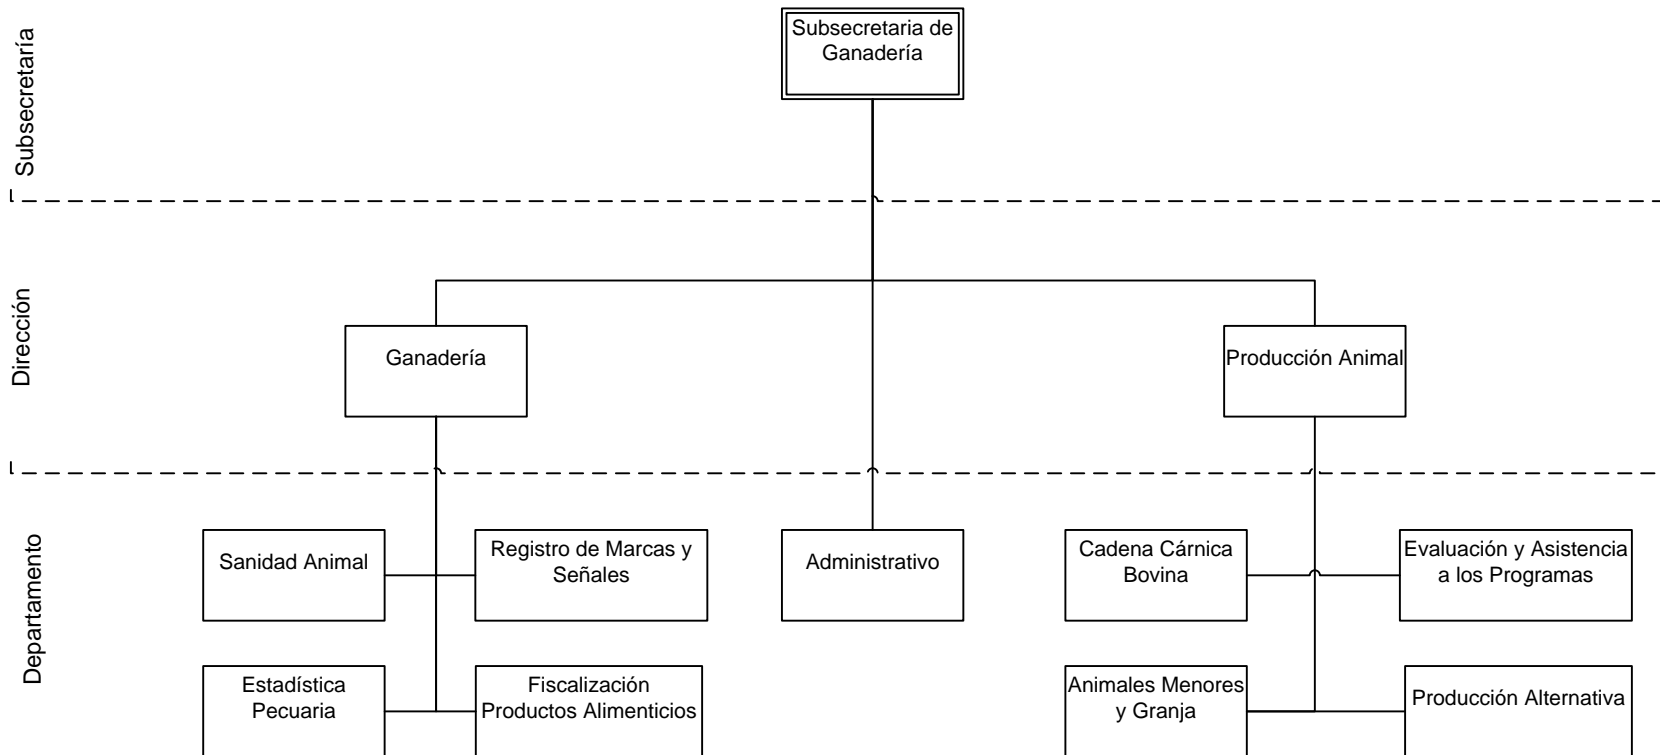 Subsecretaría
Subsecretaria de
Ganadería
Dirección
Ganadería
Producción Animal
Departamento
Sanidad Animal
Registro de Marcas y
Señales
Administrativo
Cadena Cárnica
Bovina
Evaluación y Asistencia
a los Programas
Estadística
Pecuaria
Fiscalización
Productos Alimenticios
Animales Menores
y Granja
Producción Alternativa